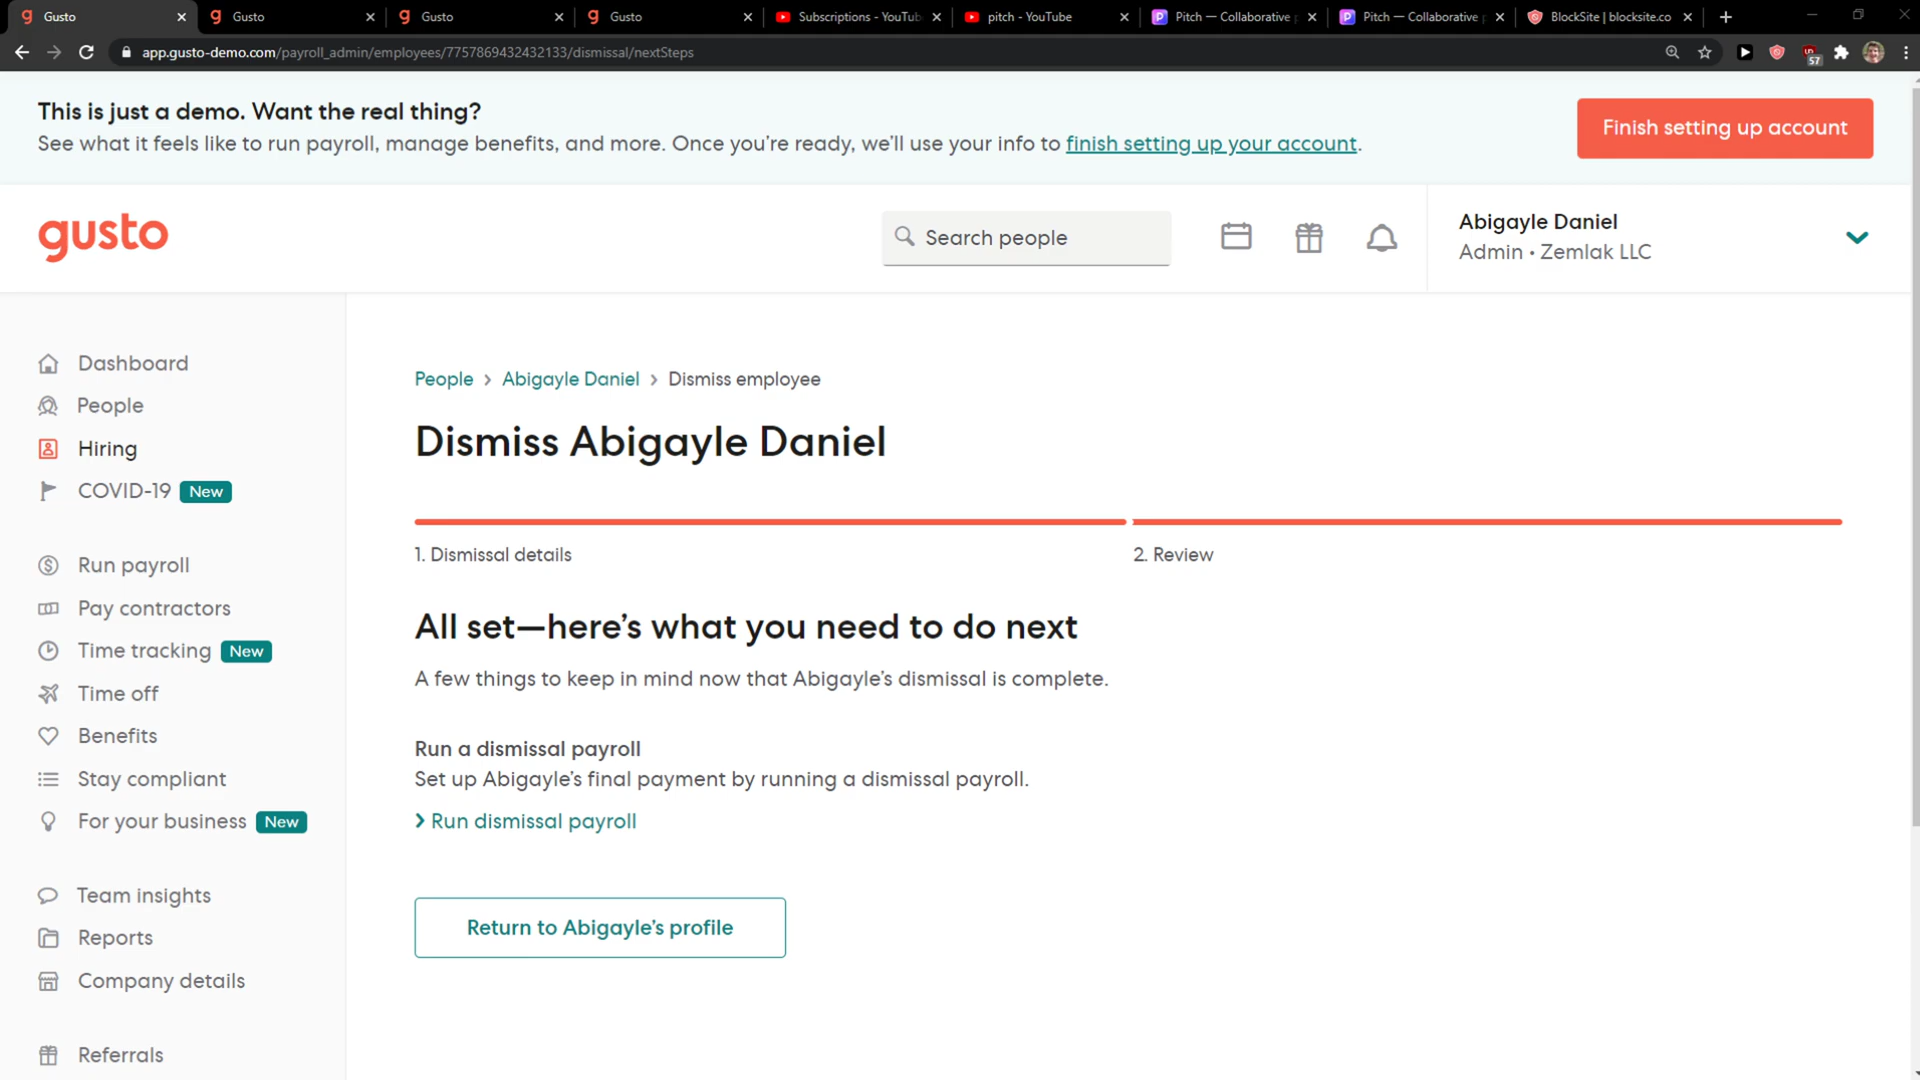 Gusto
Gusto
Gusto
Gusto
Subscriptions - YouTub
pitch - YouTube
Pitch — Collaborative
Pitch — Collaborative
BlockSite | blocksite.co
app.gusto-demo.com/payroll_admin/employees/7757869432432133/dismissal/nextSteps
57
This is just a demo. Want the real thing?
See what it feels like to run payroll, manage benefits, and more. Once you’re ready, we’ll use your info to finish setting up your account.
Finish setting up account
gusto
Search people
Abigayle Daniel
Admin • Zemlak LLC
Dashboard
People
Hiring
COVID-19 New
Run payroll
Pay contractors
Time tracking New
Time off
Benefits
Stay compliant
For your business New
Team insights
Reports
Company details
Referrals
People > Abigayle Daniel > Dismiss employee
Dismiss Abigayle Daniel
1. Dismissal details
2. Review
All set—here’s what you need to do next
A few things to keep in mind now that Abigayle’s dismissal is complete.
Run a dismissal payroll
Set up Abigayle’s final payment by running a dismissal payroll.
> Run dismissal payroll
Return to Abigayle’s profile